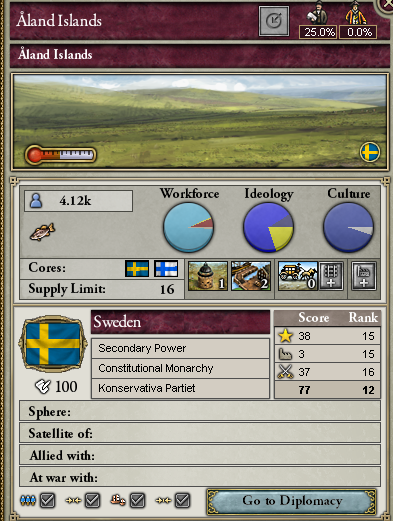 Åland Islands
25.0% 0.0%
Åland Islands
4.12k
Workforce Ideology Culture
Cores:
Supply Limit: 16
1 2 0
Sweden
Score Rank
Secondary Power
38 15
Constitutional Monarchy
3 15
Konservativa Partiet
37 16
100
77 12
Sphere:
Satellite of:
Allied with:
At war with:
Go to Diplomacy